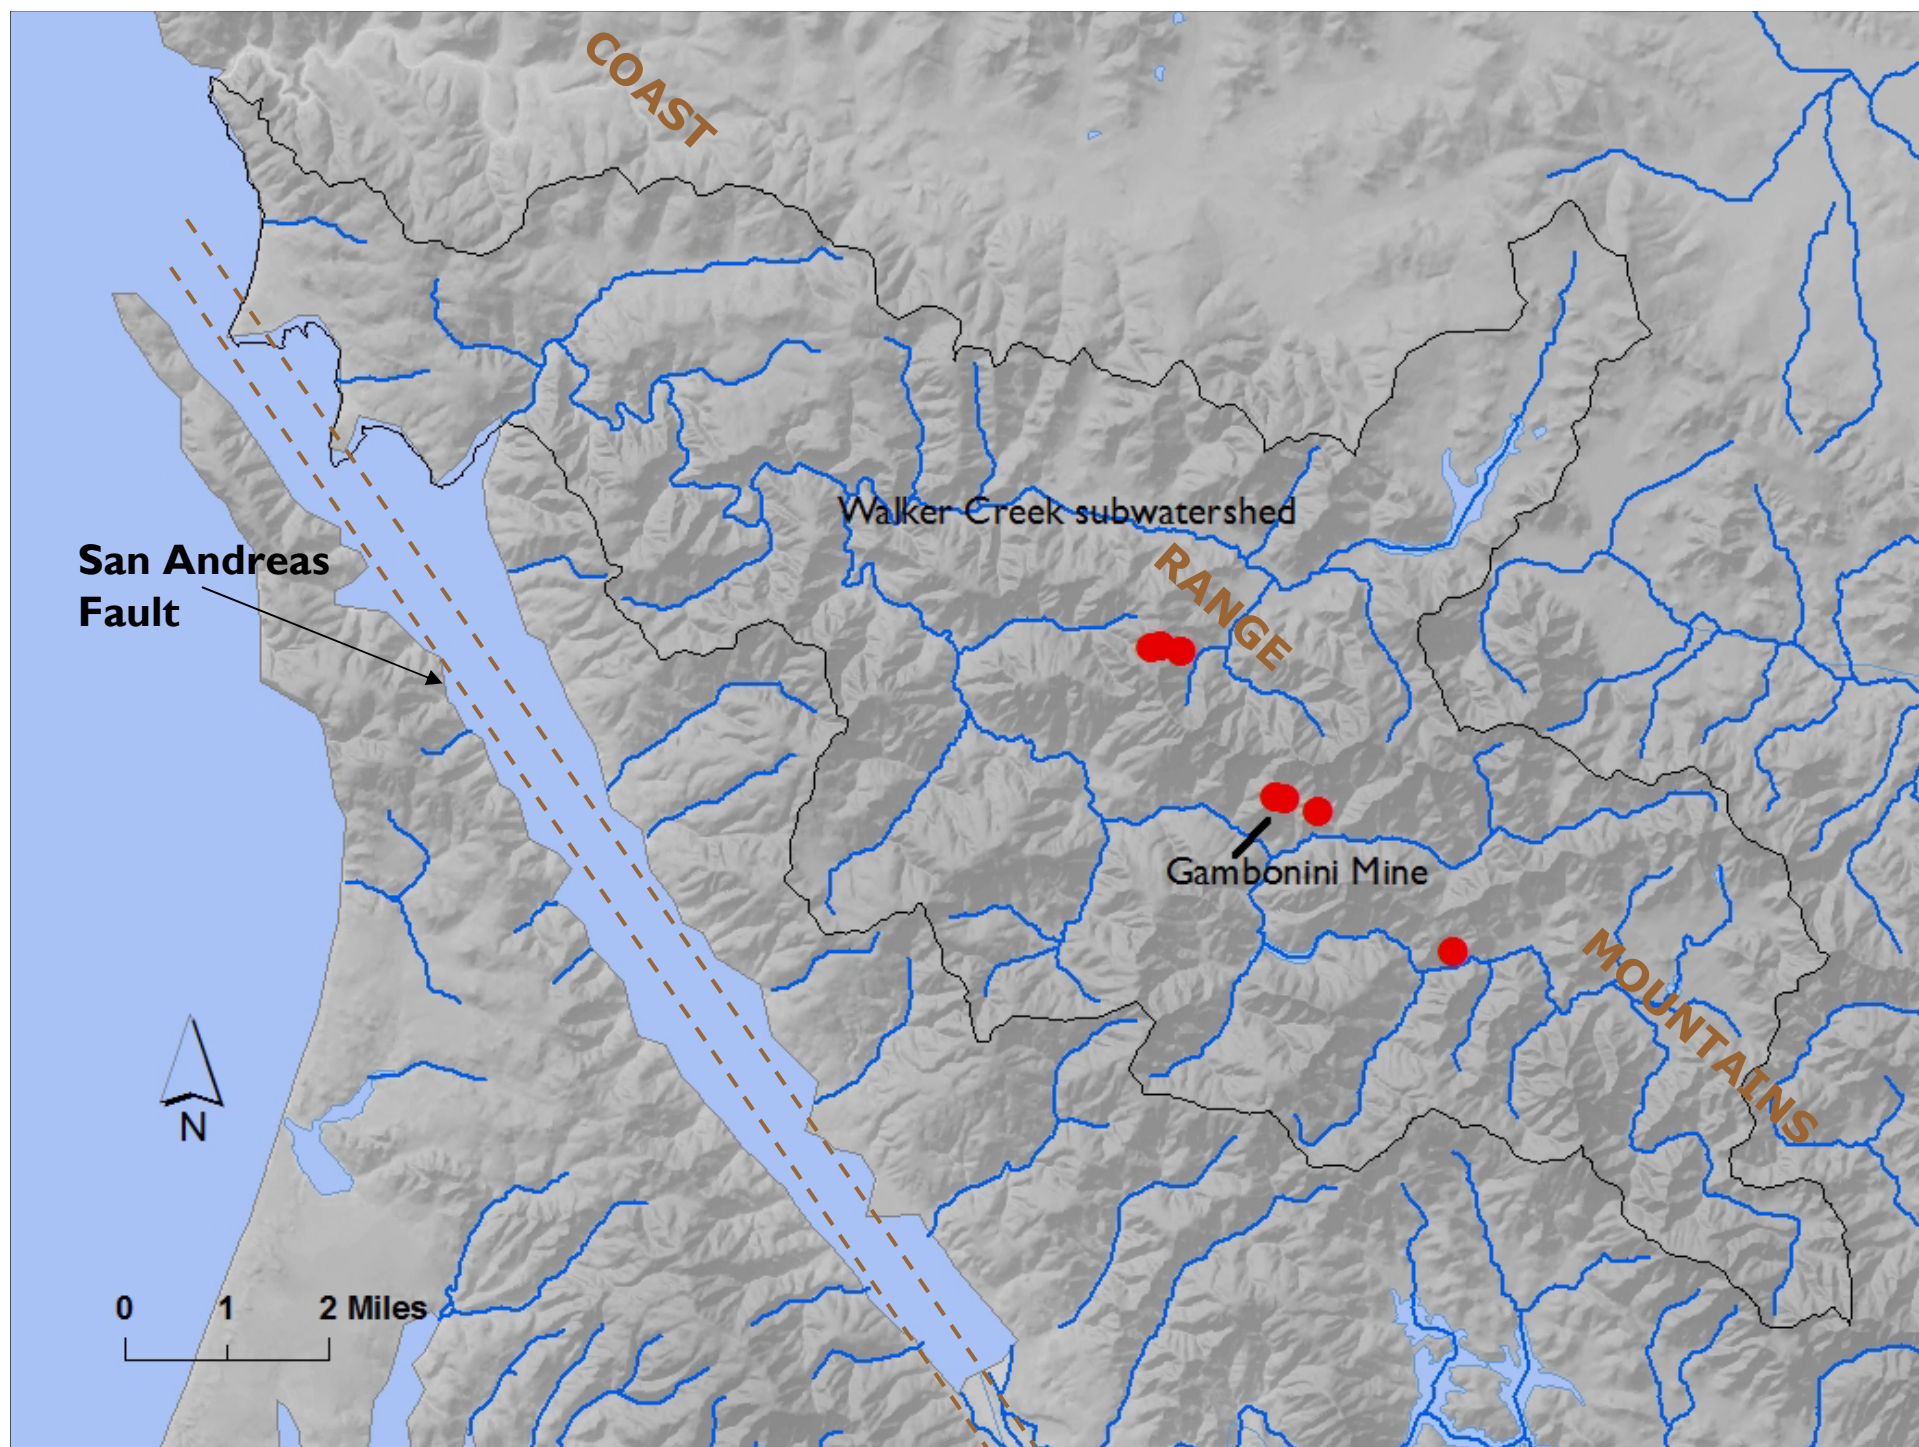 COAST
Walker Creek subwatershed
RANGE
San Andreas
Fault
Gambonini Mine
MOUNTAINS
N
0 1 2 Miles